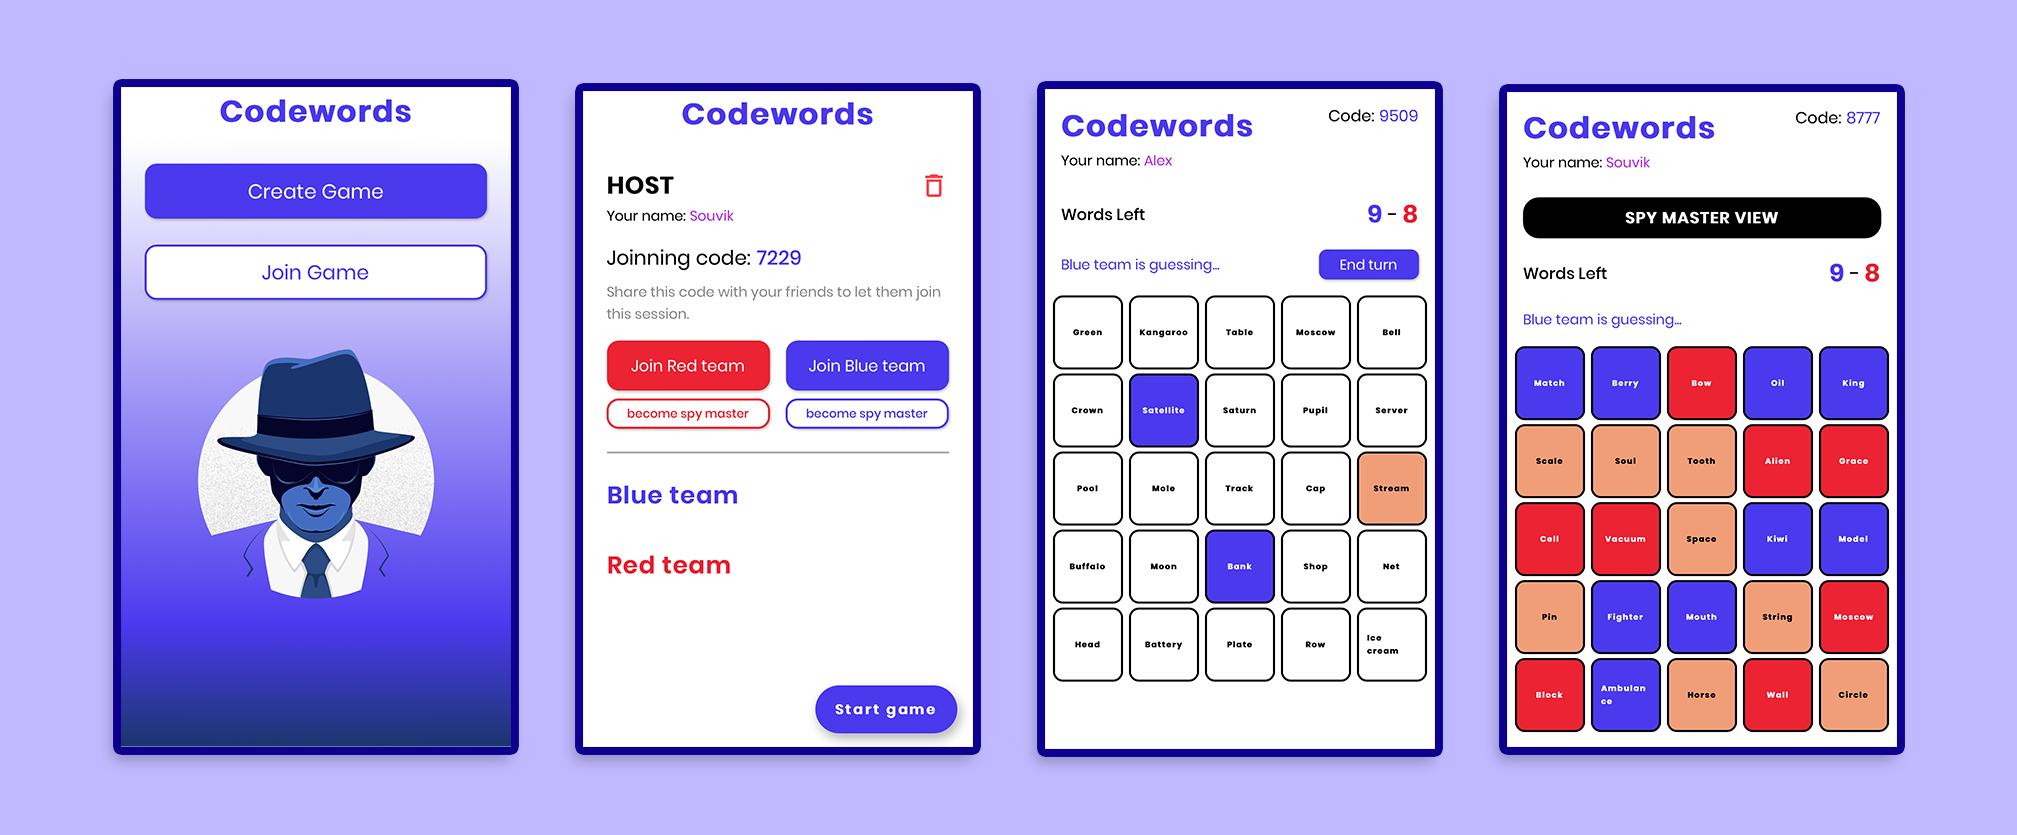 Codewords
Create Game
Join Game
Codewords
HOST
Your name: Souvik
Joinning code: 7229
Share this code with your friends to let them join
this session.
Join Red team
Join Blue team
become spy master
become spy master
Blue team
Red team
Start game
Code: 9509
Codewords
Your name: Alex
Words Left
9 - 8
Blue team is guessing...
End turn
Green
Kangaroo
Table
Moscow
Bell
Crown
Satellite
Saturn
Pupil
Server
Pool
Mole
Track
Cap
Stream
Buffalo
Moon
Bank
Shop
Net
Head
Battery
Plate
Row
Ice
cream
Code: 8777
Codewords
Your name: Souvik
SPY MASTER VIEW
Words Left
9 - 8
Blue team is guessing...
Match
Berry
Bow
Oil
King
Scale
Soul
Tooth
Alien
Grace
Cell
Vacuum
Space
Kiwi
Model
Pin
Fighter
Mouth
String
Moscow
Block
Ambulan
ce
Horse
Wall
Circle